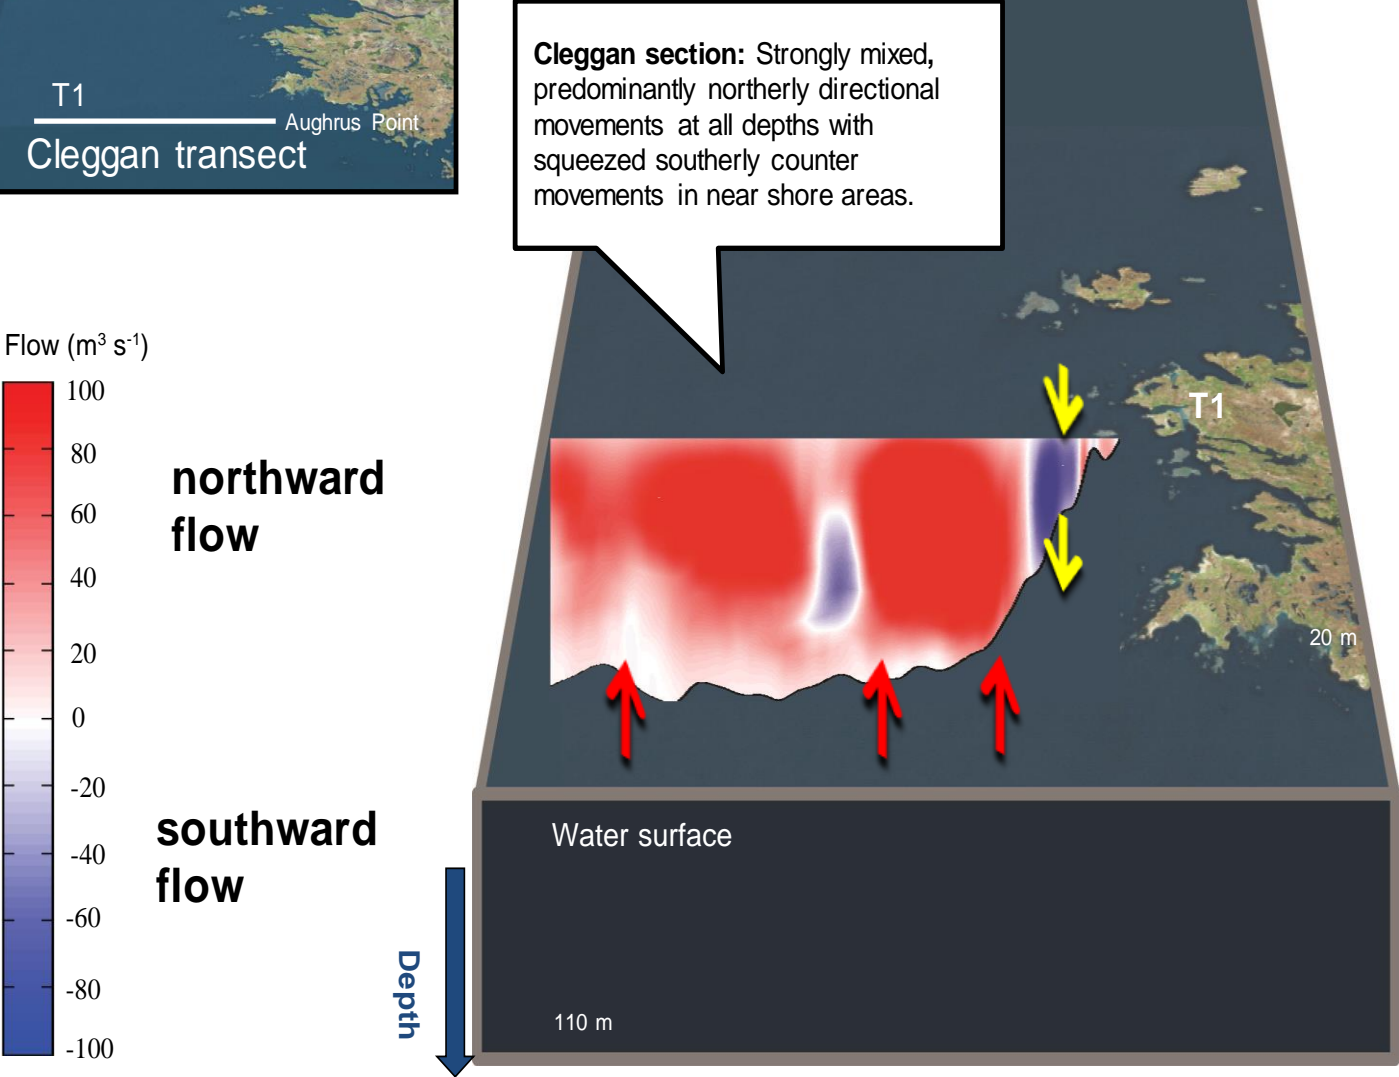 T1
Aughrus Point
Cleggan transect
Cleggan section: Strongly mixed,
predominantly northerly directional
movements at all depths with
squeezed southerly counter
movements in near shore areas.
Flow (m³ s⁻¹)
100
80
60
40
20
0
-20
-40
-60
-80
-100
northward
flow
southward
flow
T1
20 m
Water surface
Depth
110 m